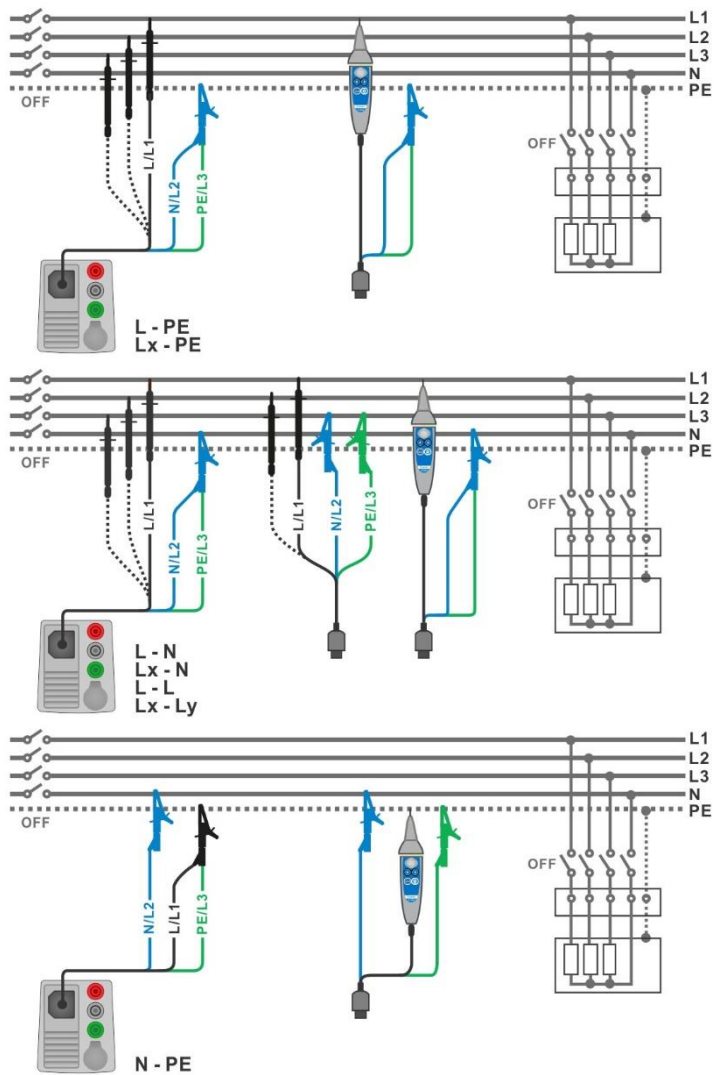 L1
L2
L3
N
PE
OFF
L/L1
N/L2
PE/L3
OFF
L - PE
Lx - PE
L1
L2
L3
N
PE
OFF
L/L1
N/L2
PE/L3
L/L1
N/L2
PE/L3
OFF
L - N
Lx - N
L - L
Lx - Ly
L1
L2
L3
N
PE
OFF
N/L2
L/L1
PE/L3
OFF
N - PE